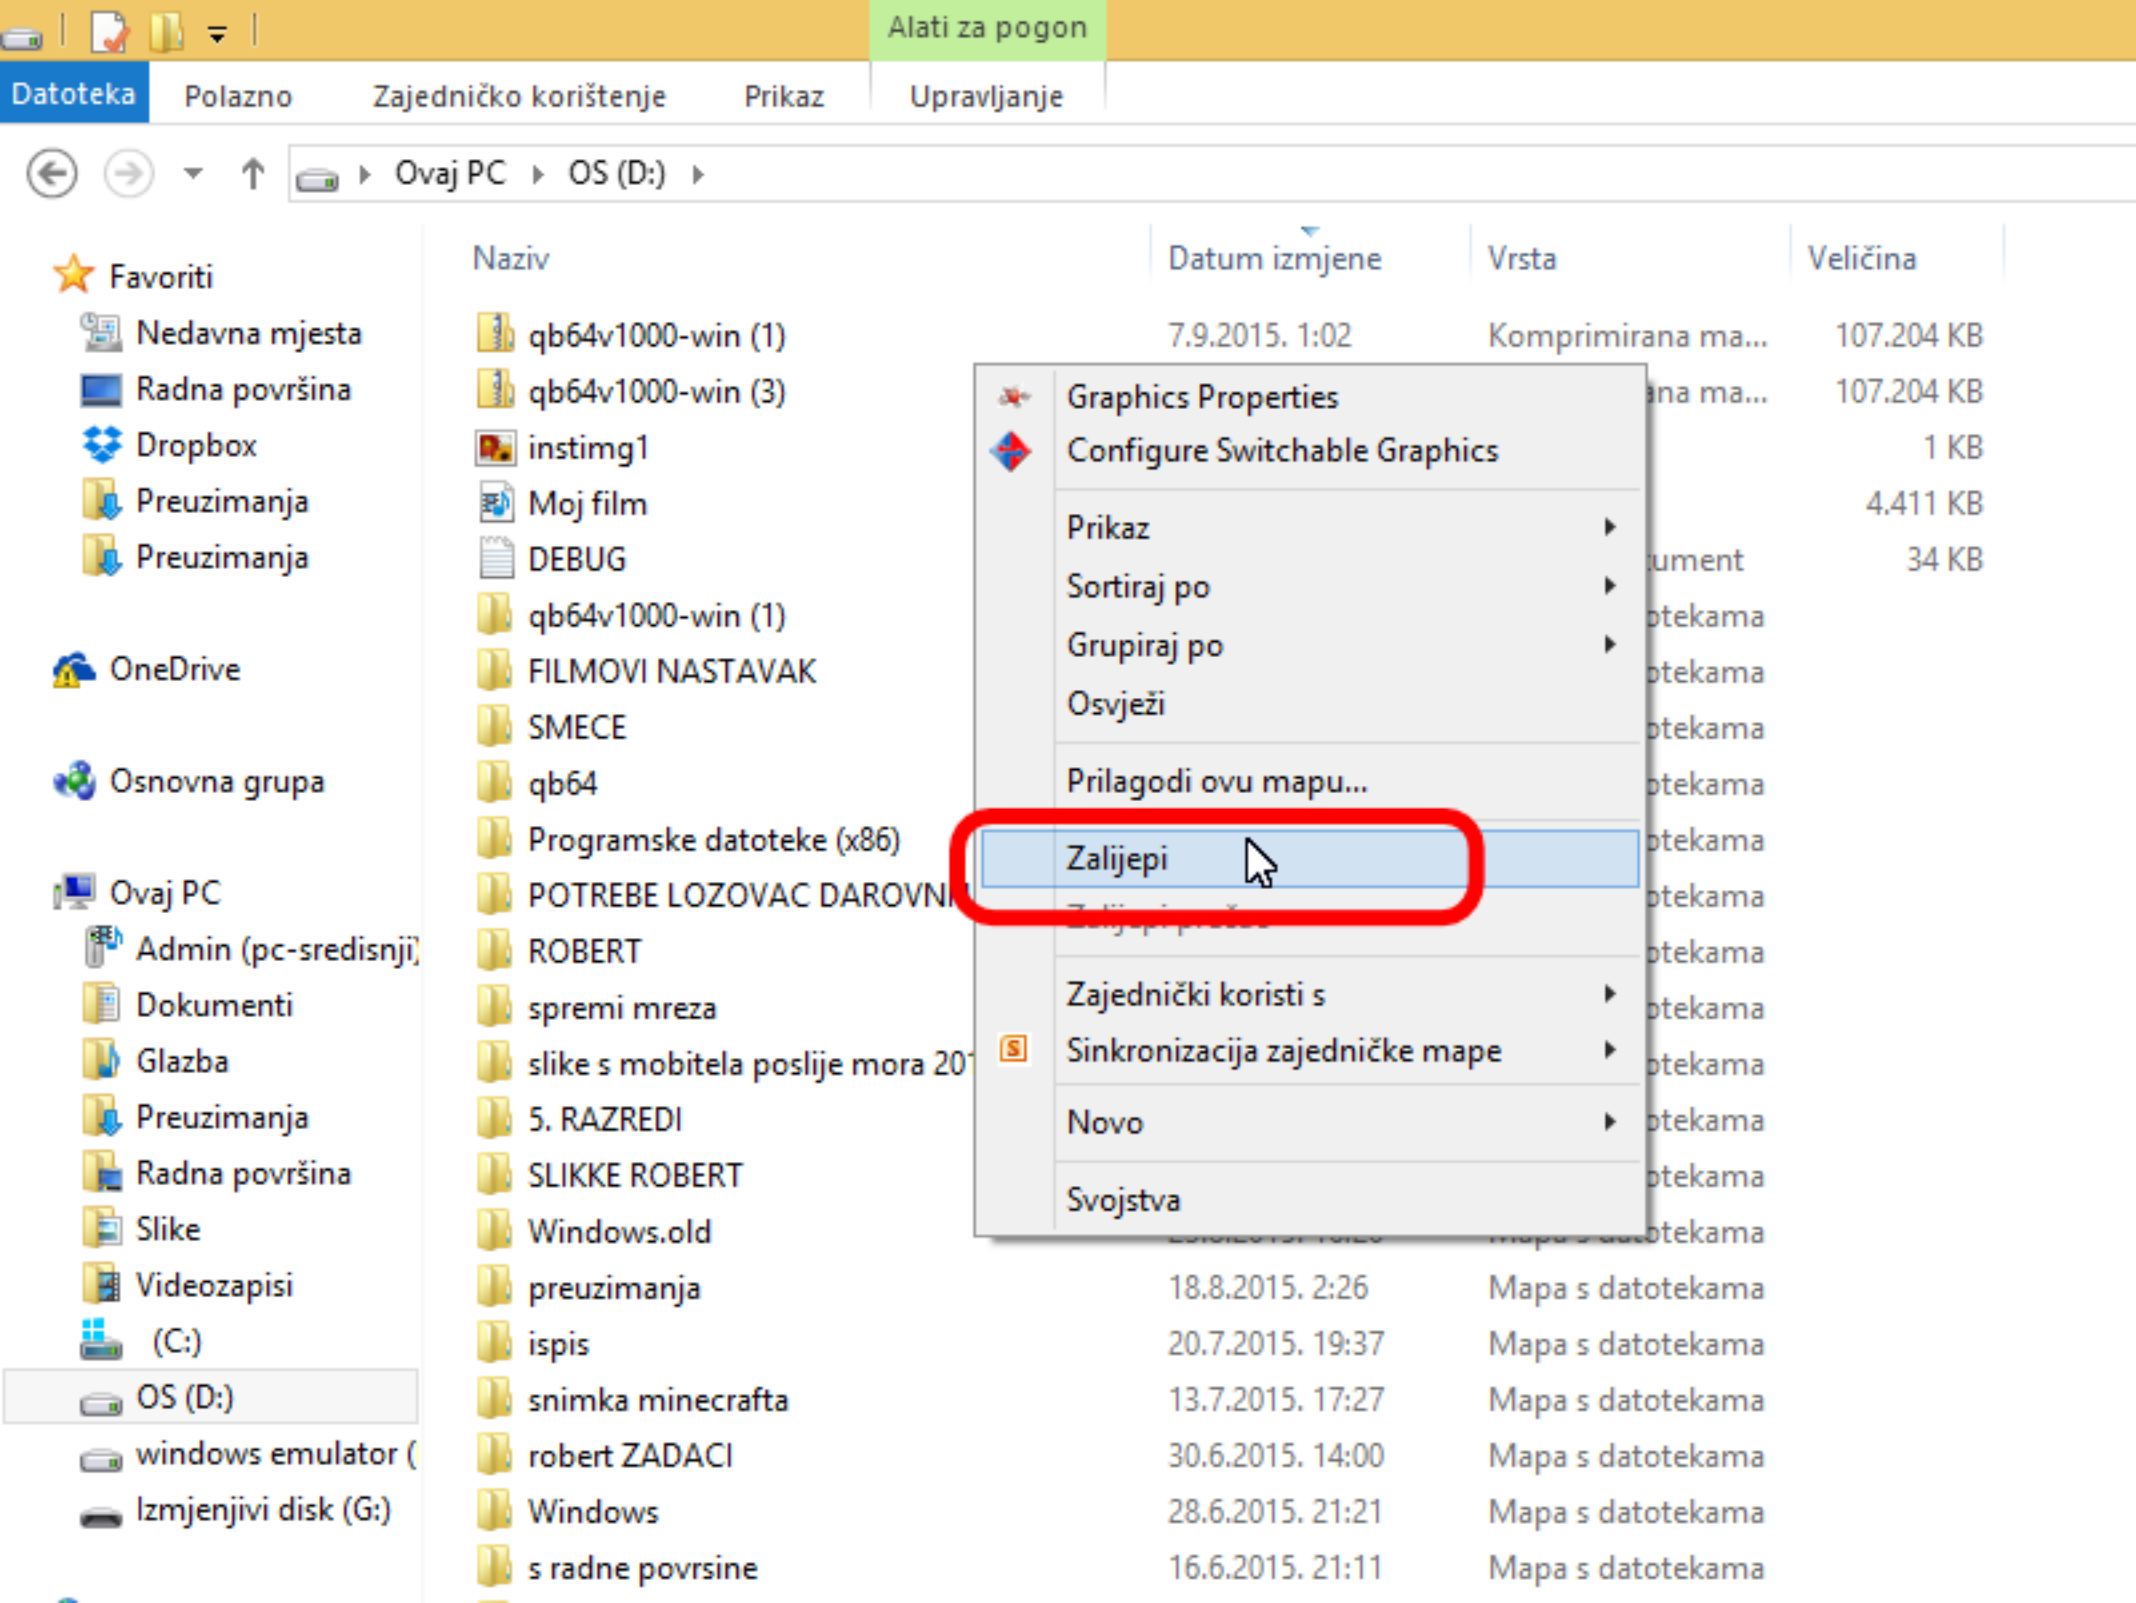 Alati za pogon
Datoteka Polazno Zajedničko korištenje Prikaz Upravljanje
Ovaj PC OS (D:)
Favoriti
Nedavna mjesta
Radna površina
Dropbox
Preuzimanja
Preuzimanja
OneDrive
Osnovna grupa
Ovaj PC
Admin (pc-sredisnji)
Dokumenti
Glazba
Preuzimanja
Radna površina
Slike
Videozapisi
(C:)
OS (D:)
windows emulator (
Izmjenjivi disk (G:)
Naziv Datum izmjene Vrsta Veličina
qb64v1000-win (1) 7.9.2015. 1:02 Komprimirana ma... 107.204 KB
qb64v1000-win (3) ma... 107.204 KB
instimg1 1 KB
Moj film 4.411 KB
DEBUG 34 KB
qb64v1000-win (1)
FILMOVI NASTAVAK
SMECE
qb64
Programske datoteke (x86)
POTREBE LOZOVAC
ROBERT
spremi mreza
slike s mobitela poslije mora
5. RAZREDI
SLIKKE ROBERT
Windows.old
preuzimanja 18.8.2015. 2:26 Mapa s datotekama
ispis 20.7.2015. 19:37 Mapa s datotekama
snimka minecrafta 13.7.2015. 17:27 Mapa s datotekama
robert ZADACI 30.6.2015. 14:00 Mapa s datotekama
Windows 28.6.2015. 21:21 Mapa s datotekama
s radne povrsine 16.6.2015. 21:11 Mapa s datotekama
Graphics Properties
Configure Switchable Graphics
Prikaz
Sortiraj po
Grupiraj po
Osvježi
Prilagodi ovu mapu...
Zalijepi
Zajednički koristi s
Sinkronizacija zajedničke mape
Novo
Svojstva